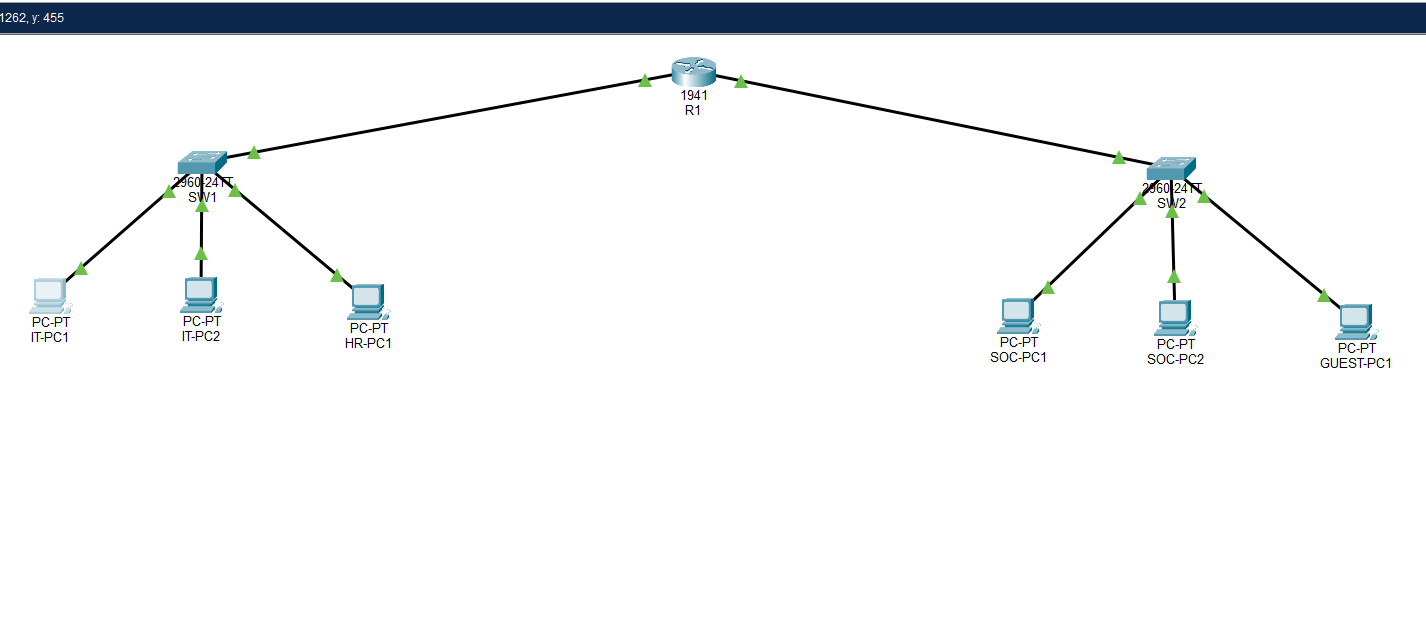 1262, y: 455
1941
R1
2960-24TT
SW1
2960-24TT
SW2
PC-PT
IT-PC1
PC-PT
IT-PC2
PC-PT
HR-PC1
PC-PT
SOC-PC1
PC-PT
SOC-PC2
PC-PT
GUEST-PC1